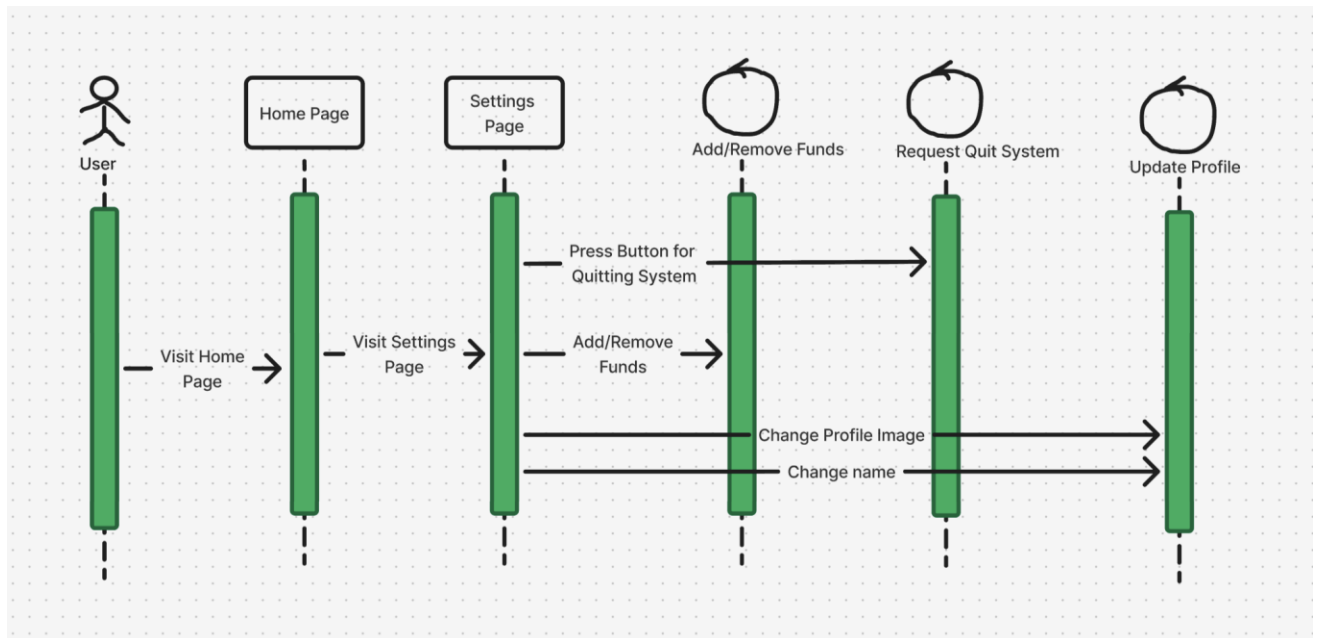 User
Home Page
Settings
Page
Add/Remove Funds
Request Quit System
Update Profile
Press Button for
Quitting System
Visit Home
Page
Visit Settings
Page
Add/Remove
Funds
Change Profile Image
Change name